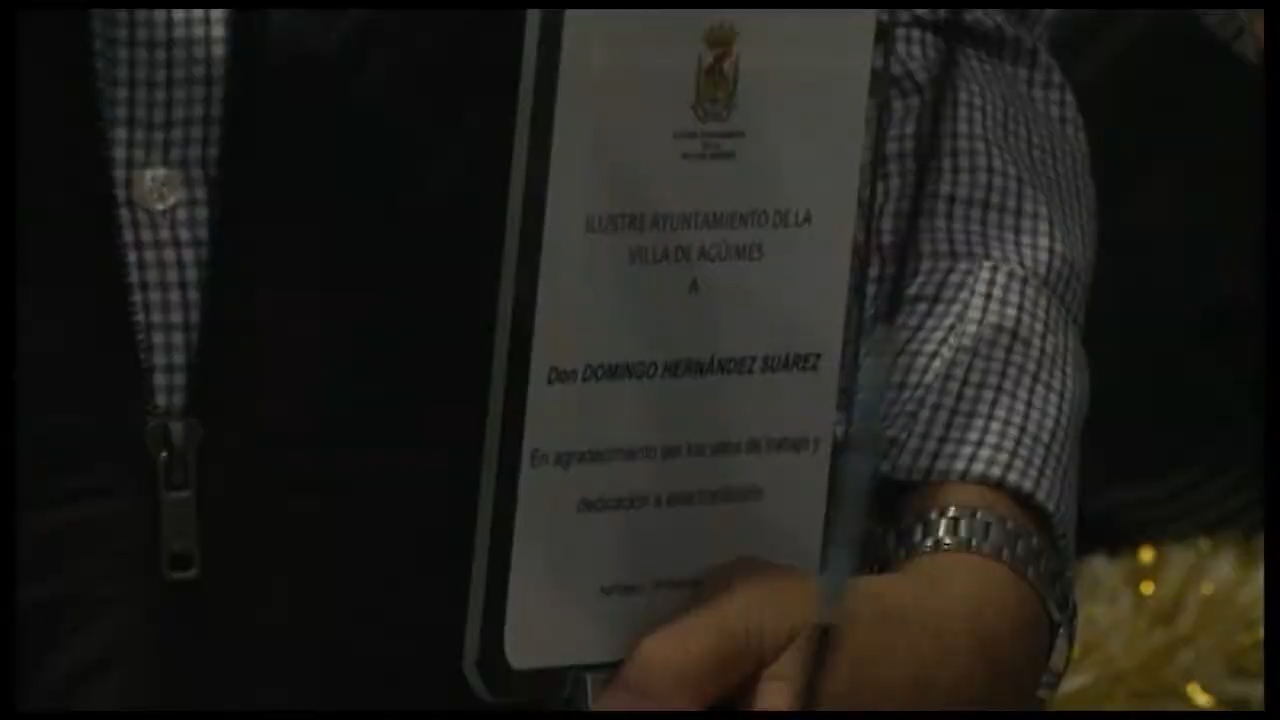 ILUSTRE AYUNTAMIENTO DE LA
VILLA DE AGÜIMES
A
Don DOMINGO HERNÁNDEZ SUÁREZ
En agradecimiento por los años de trabajo y
dedicación a esta tradición